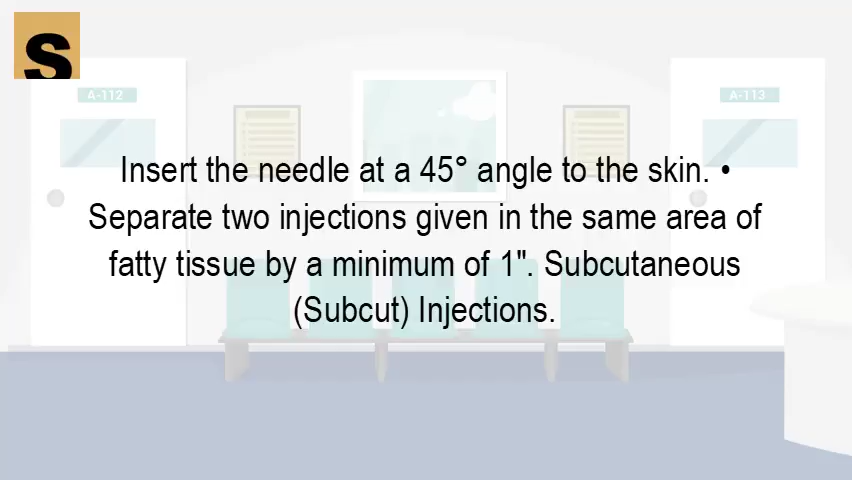 S
A-112
A-113
Insert the needle at a 45° angle to the skin. •
Separate two injections given in the same area of
fatty tissue by a minimum of 1". Subcutaneous
(Subcut) Injections.